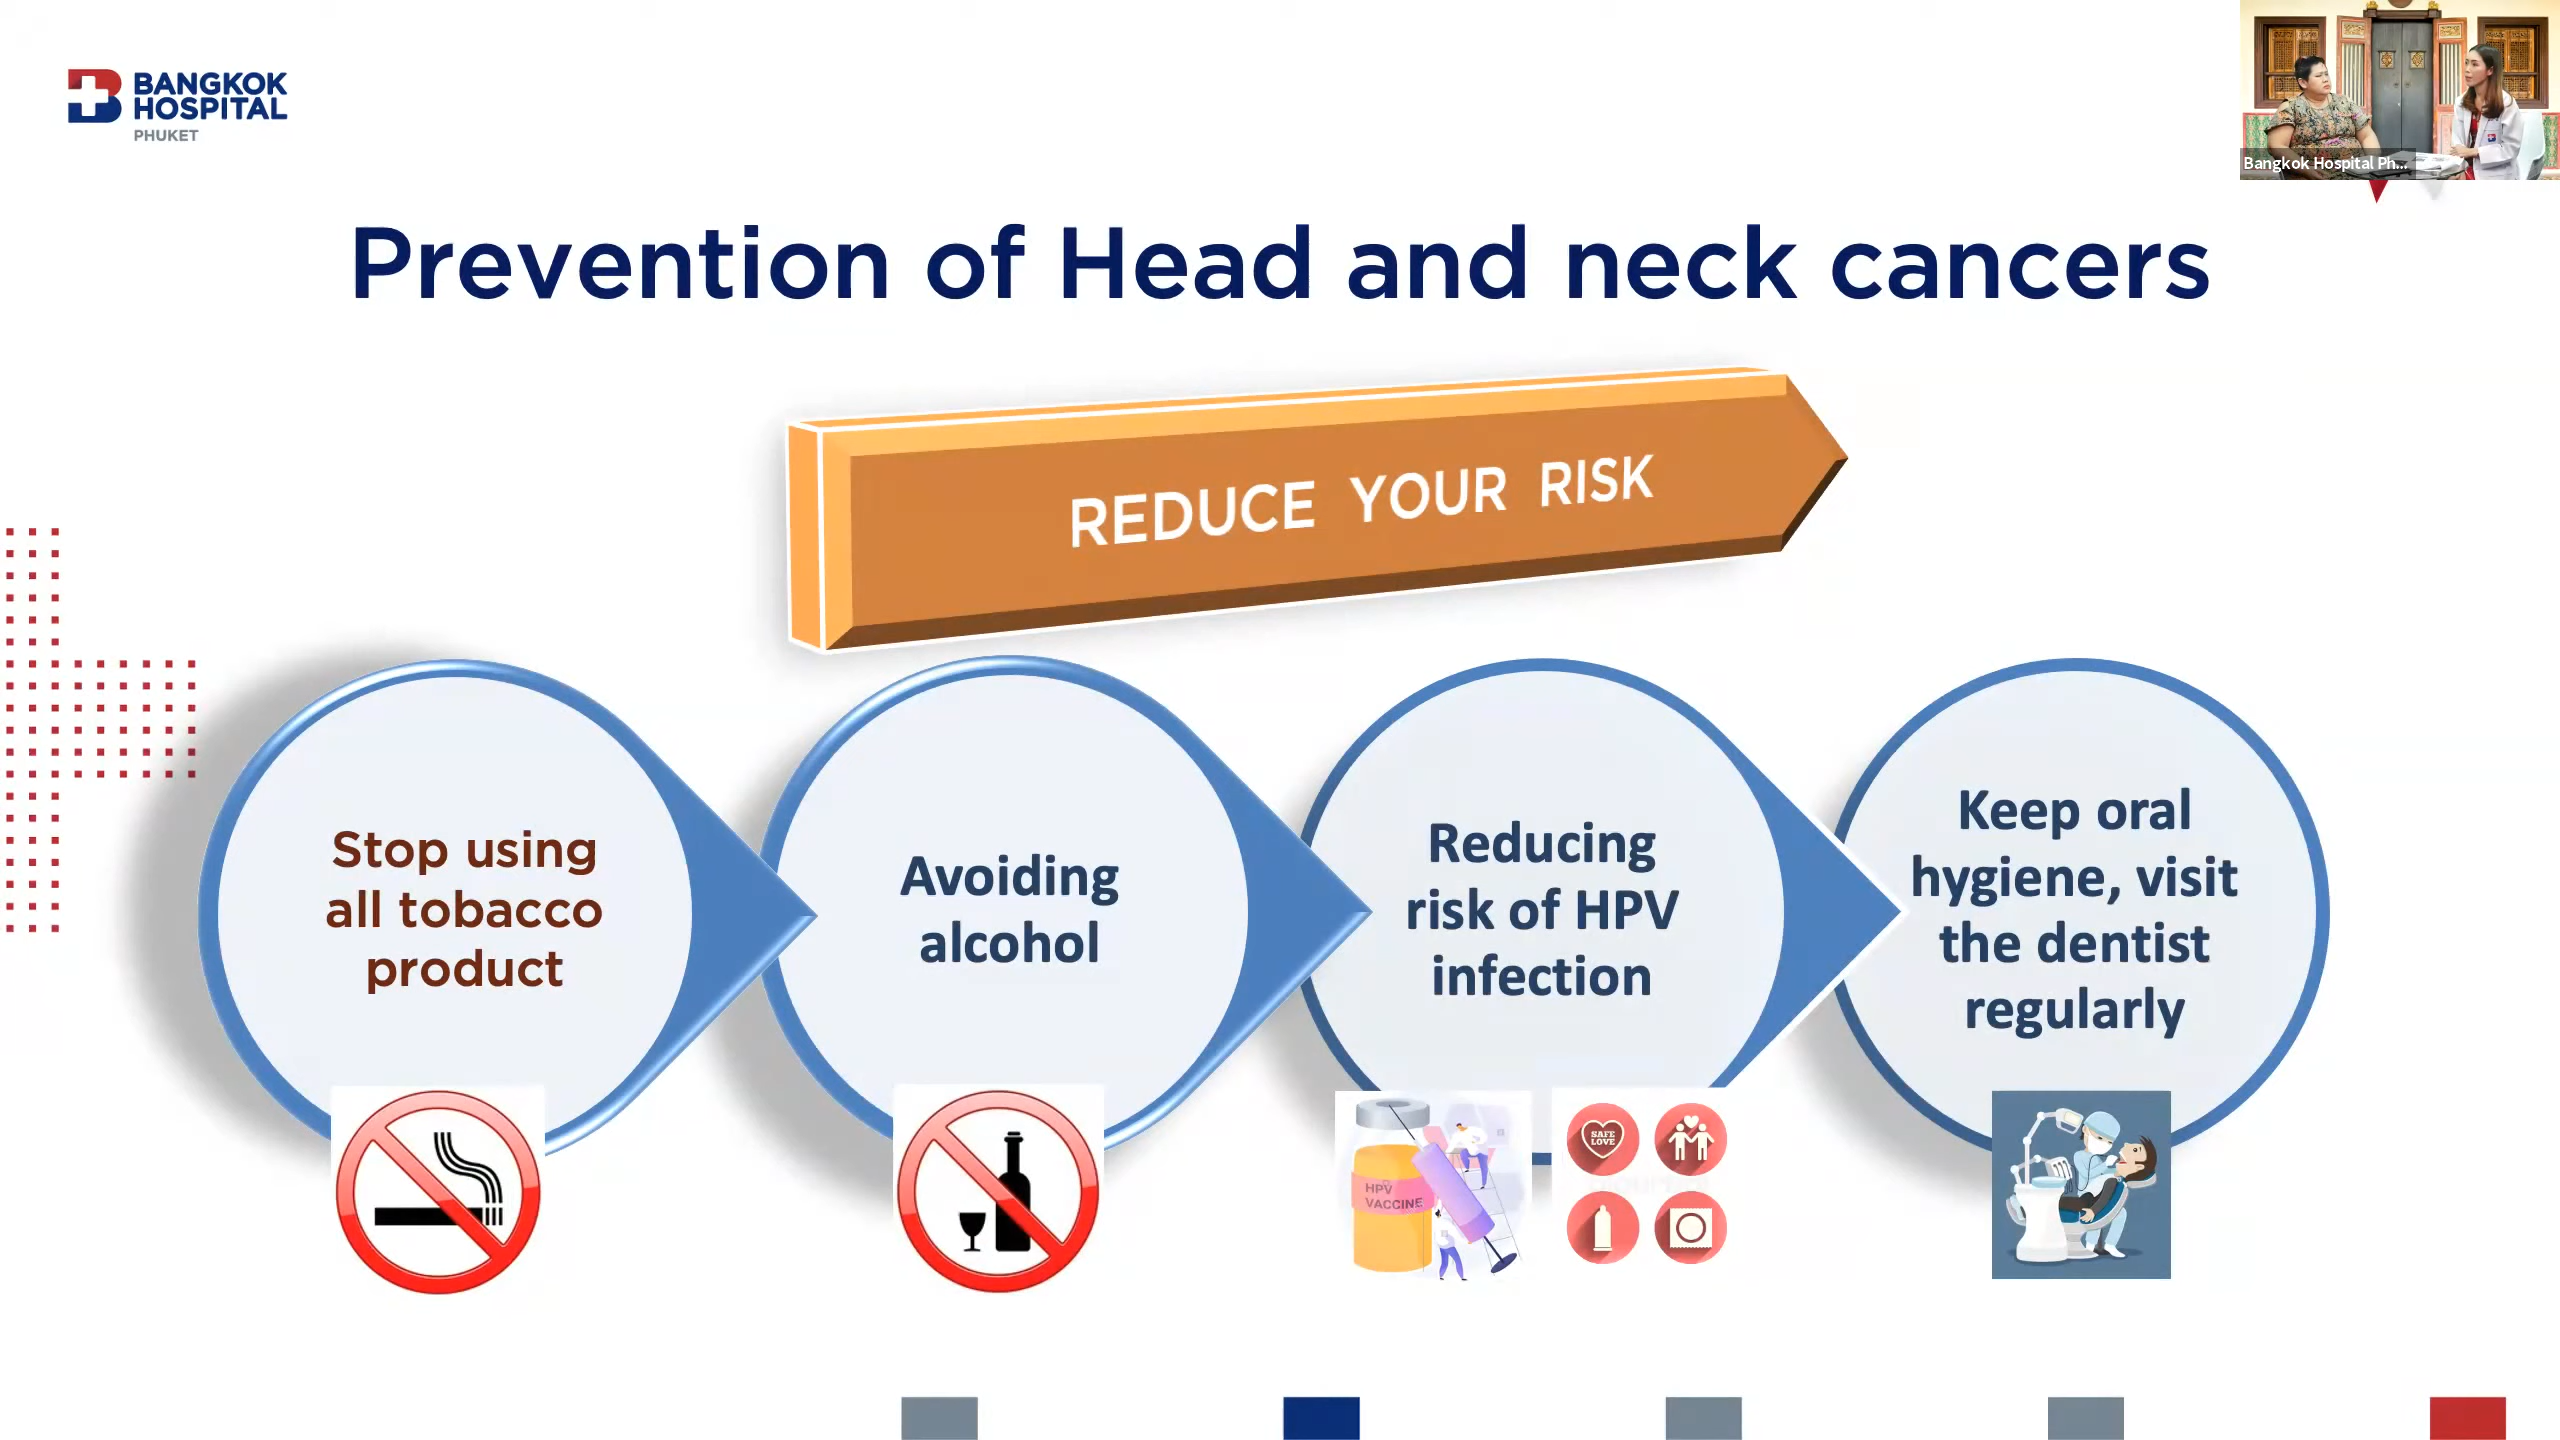 BANGKOK
HOSPITAL
PHUKET
Bangkok Hospital Ph...
Prevention of Head and neck cancers
REDUCE YOUR RISK
Stop using
all tobacco
product
Avoiding
alcohol
Reducing
risk of HPV
infection
Keep oral
hygiene, visit
the dentist
regularly
HPV
VACCINE
SAFE
LOVE